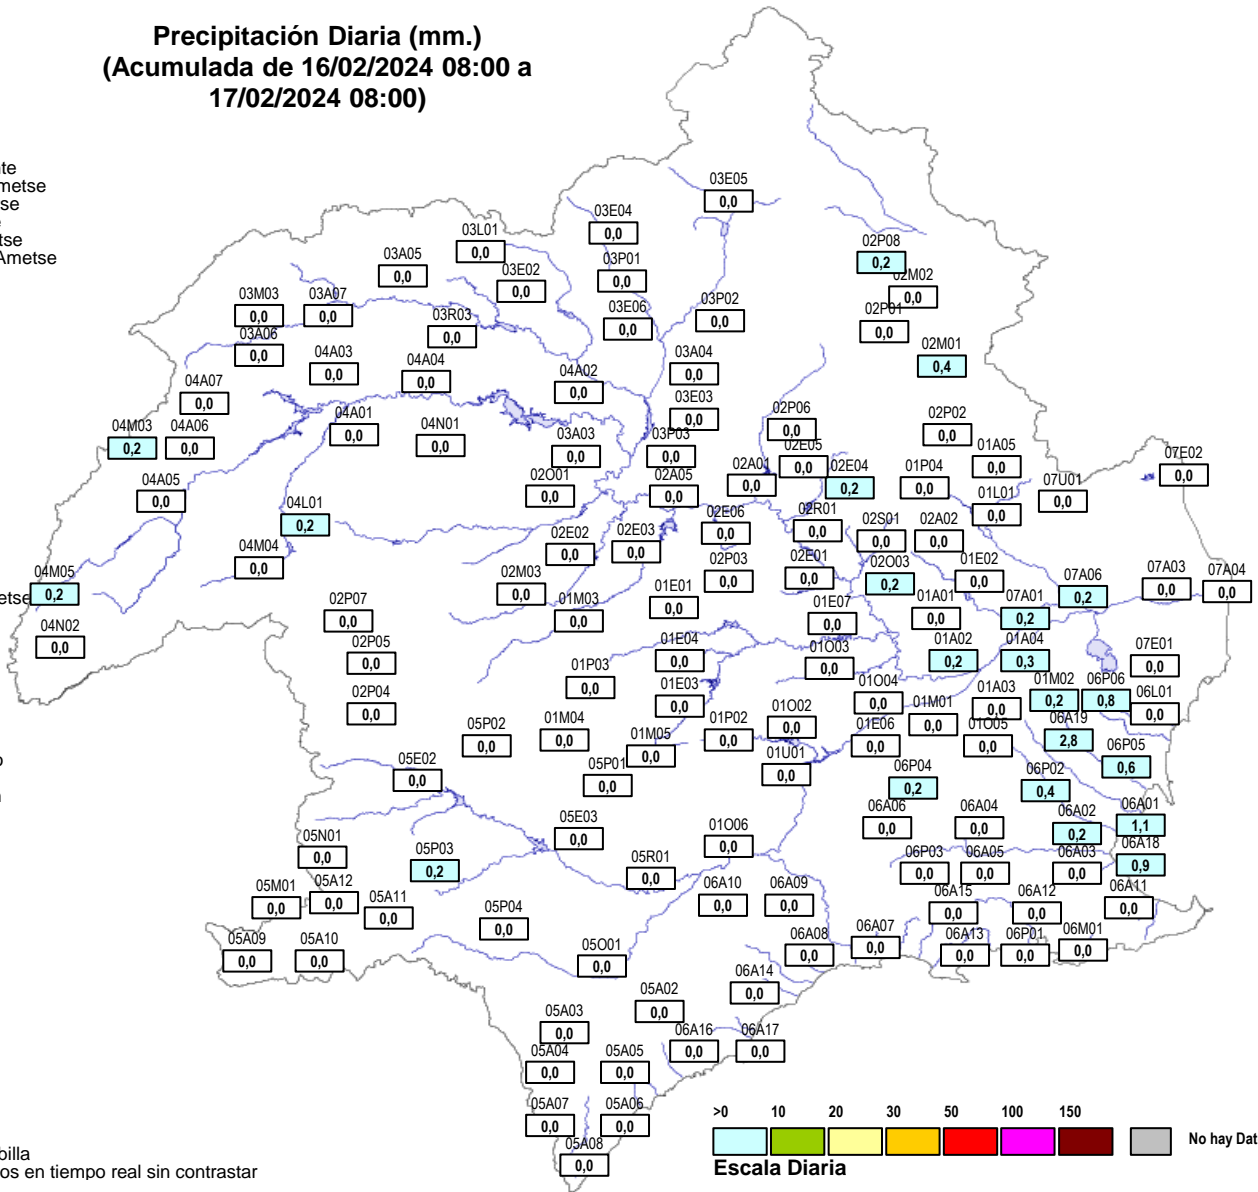 Precipitación Diaria (mm.)
(Acumulada de 16/02/2024 08:00 a
17/02/2024 08:00)
nte
metse
se
e
tse
Ametse
03E05
0,0
03E04
0,0
03L01
0,0
03A05
0,0
03E02
0,0
03P01
0,0
02P08
0,2
02M02
0,0
03M03
0,0
03A07
0,0
03R03
0,0
03E06
0,0
03P02
0,0
02P01
0,0
03A06
0,0
04A03
0,0
04A04
0,0
04A02
0,0
03A04
0,0
02M01
0,4
04A07
0,0
04A01
0,0
04N01
0,0
03E03
0,0
02P06
0,0
02P02
0,0
04M03
0,2
04A06
0,0
03A03
0,0
03P03
0,0
02E05
0,0
01A05
0,0
07E02
0,0
04A05
0,0
02O01
0,0
02A05
0,0
02A01
0,0
02E04
0,2
01P04
0,0
07U01
0,0
01L01
0,0
04L01
0,2
02E06
0,0
02R01
0,0
02S01
0,0
02A02
0,0
02E02
0,0
02E03
0,0
04M04
0,0
02P03
0,0
02E01
0,0
02O03
0,2
01E02
0,0
07A03
0,0
07A04
0,0
04M05
0,2
etse
02M03
0,0
07A06
0,2
02P07
0,0
01M03
0,0
01E01
0,0
01E07
0,0
01A01
0,0
07A01
0,2
04N02
0,0
02P05
0,0
01E04
0,0
01O03
0,0
01A02
0,2
01A04
0,3
07E01
0,0
01P03
0,0
02P04
0,0
01E03
0,0
01O04
0,0
01M02
0,2
06P06
0,8
01A03
0,0
06L01
0,0
05P02
0,0
01M04
0,0
01M05
0,0
01P02
0,0
01O02
0,0
01M01
0,0
01E06
0,0
01O05
0,0
06A19
2,8
o
05E02
0,0
05P01
0,0
01U01
0,0
06P05
0,6
06P04
0,2
06P02
0,4
05E03
0,0
01O06
0,0
06A06
0,0
06A04
0,0
06A02
0,2
06A01
1,1
05N01
0,0
05P03
0,2
05R01
0,0
06P03
0,0
06A05
0,0
06A03
0,0
06A18
0,9
05M01
0,0
05A12
0,0
05A11
0,0
06A10
0,0
06A09
0,0
06A15
0,0
06A12
0,0
06A11
0,0
05P04
0,0
05A09
0,0
05A10
0,0
05O01
0,0
06A08
0,0
06A07
0,0
06A13
0,0
06P01
0,0
06M01
0,0
06A14
0,0
05A02
0,0
05A03
0,0
06A16
0,0
06A17
0,0
05A04
0,0
05A05
0,0
05A07
0,0
05A06
0,0
05A08
0,0
>0 10 20 30 50 100 150
No hay Dat
Escala Diaria
billa
os en tiempo real sin contrastar